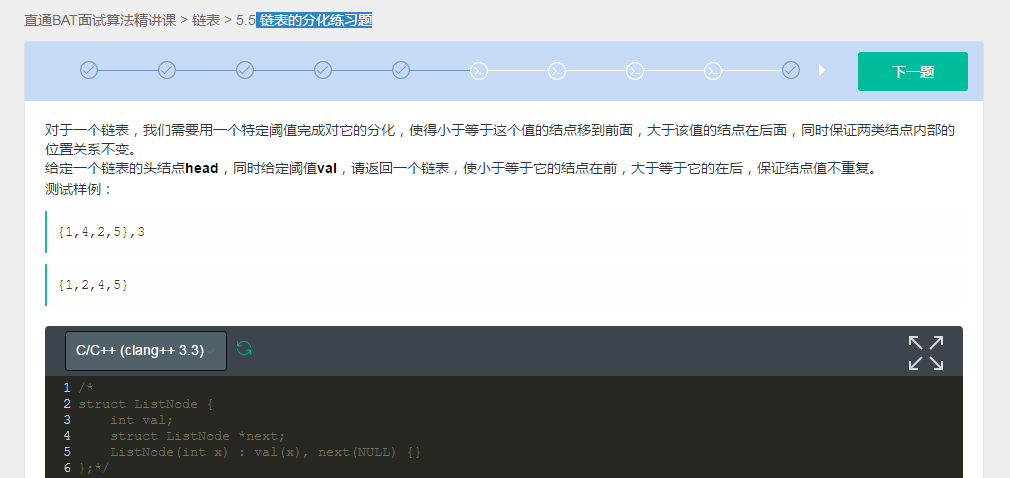 直通BAT面试算法精讲课 > 链表 > 5.5 链表的分化练习题
下一题
对于一个链表，我们需要用一个特定阈值完成对它的分化，使得小于等于这个值的结点移到前面，大于该值的结点在后面，同时保证两类结点内部的
位置关系不变。
给定一个链表的头结点head，同时给定阈值val，请返回一个链表，使小于等于它的结点在前，大于等于它的在后，保证结点值不重复。
测试样例：
{1,4,2,5},3
{1,2,4,5}
C/C++ (clang++ 3.3)
1 /*
2 struct ListNode {
3     int val;
4     struct ListNode *next;
5     ListNode(int x) : val(x), next(NULL) {}
6 };*/